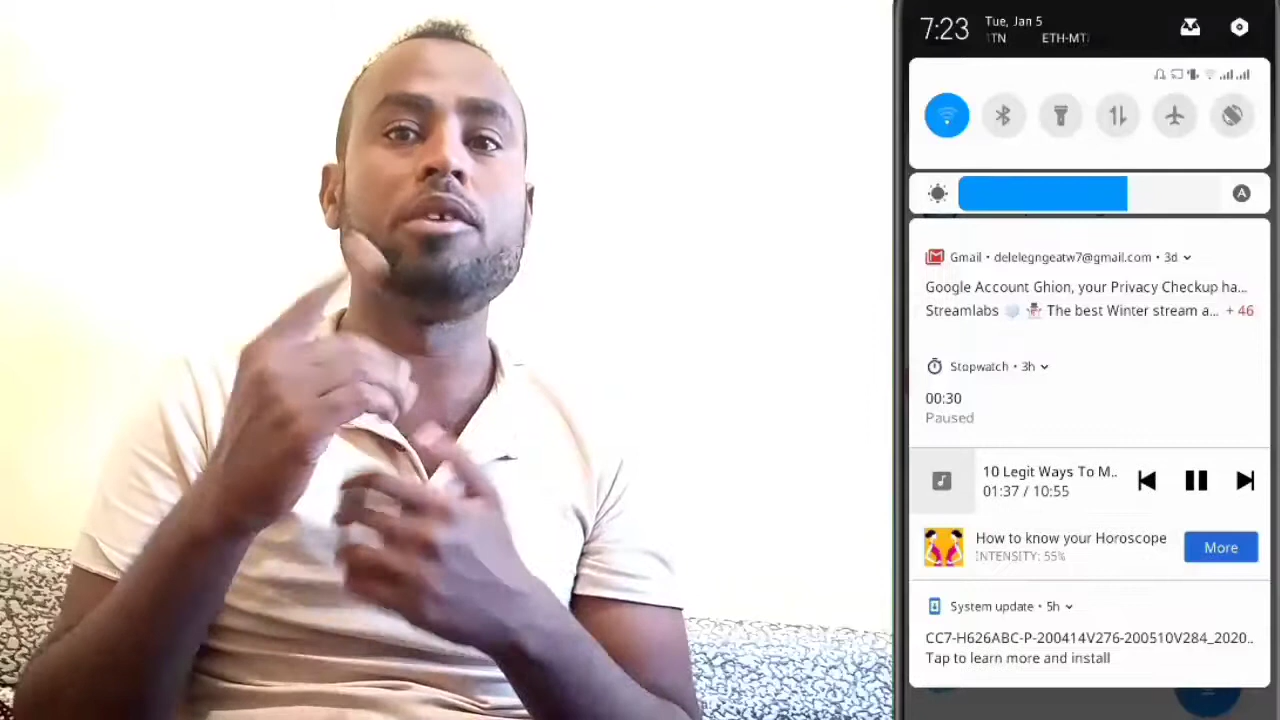 7:23
Tue, Jan 5
TN ETH-MT
A
Gmail • delelegngeatw7@gmail.com • 3d
Google Account Ghion, your Privacy Checkup ha...
Streamlabs The best Winter stream a... + 46
Stopwatch • 3h
00:30
Paused
10 Legit Ways To M..
01:37 / 10:55
How to know your Horoscope
INTENSITY: 55%
More
System update • 5h
CC7-H626ABC-P-200414V276-200510V284_2020..
Tap to learn more and install